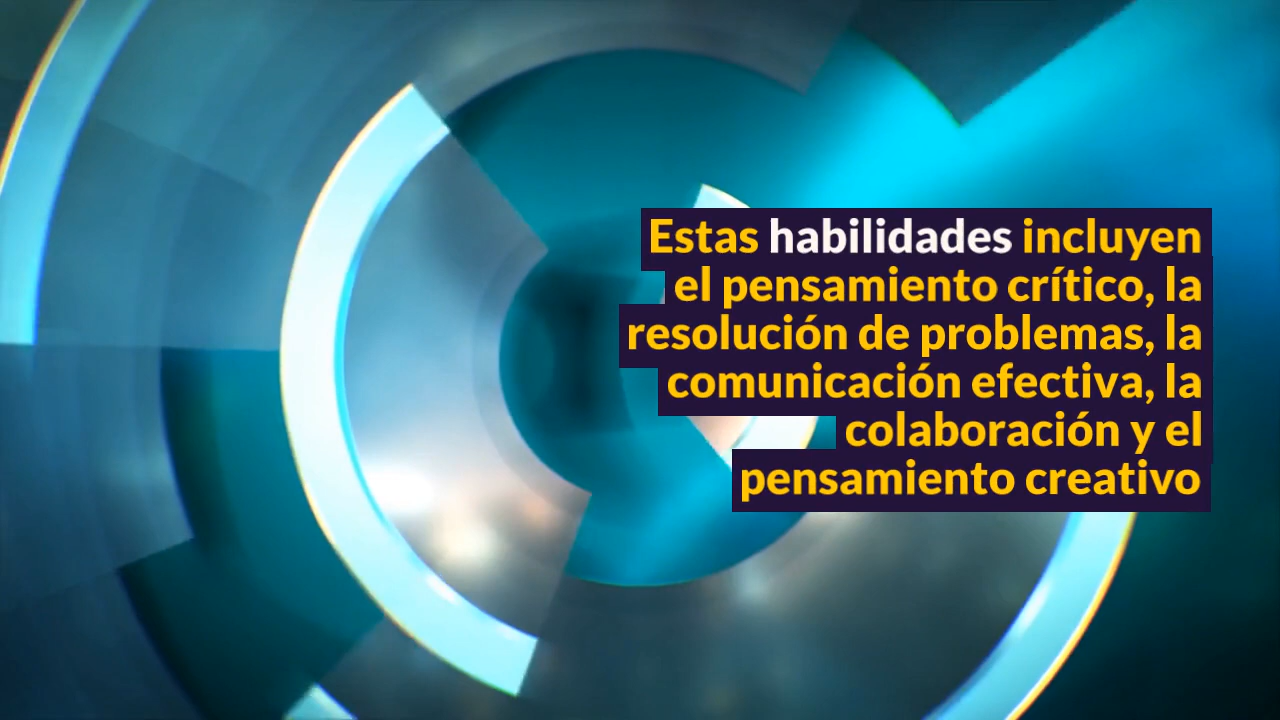 Estas habilidades incluyen
el pensamiento crítico, la
resolución de problemas, la
comunicación efectiva, la
colaboración y el
pensamiento creativo